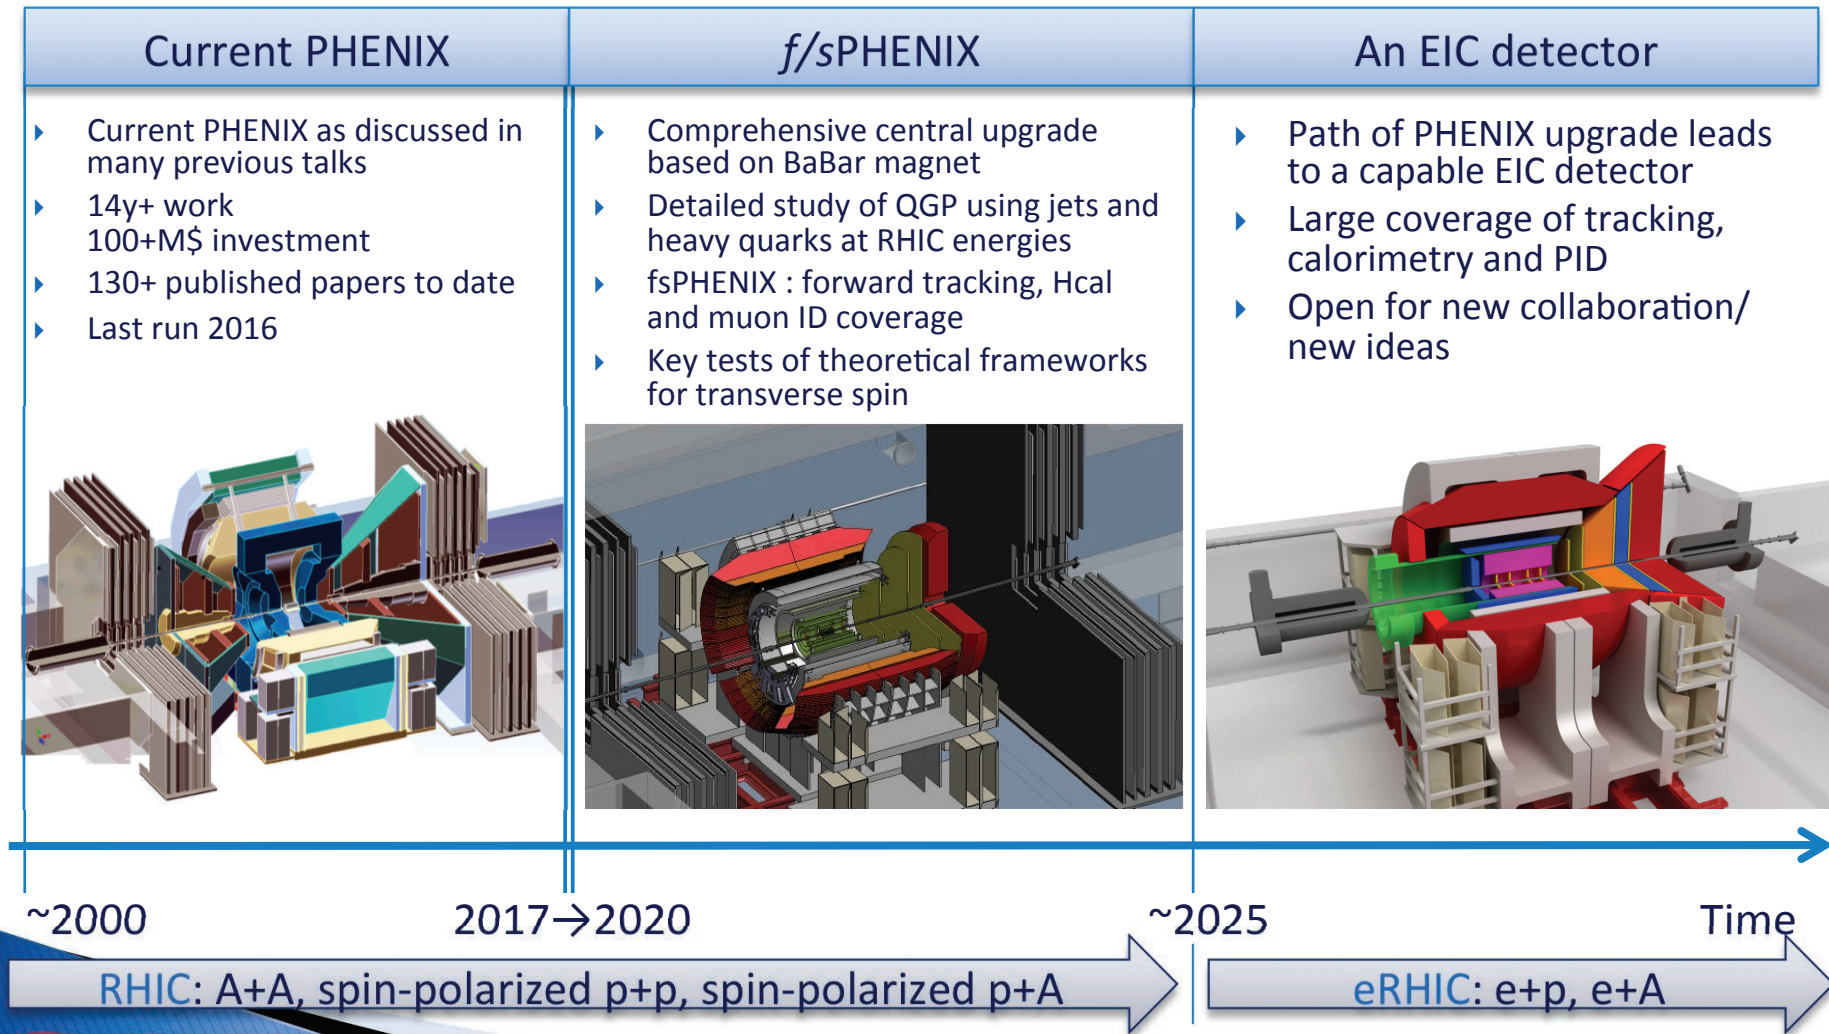 Current PHENIX
f/sPHENIX
An EIC detector
Current PHENIX as discussed in
many previous talks
14y+ work
100+M$ investment
130+ published papers to date
Last run 2016
Comprehensive central upgrade
based on BaBar magnet
Detailed study of QGP using jets and
heavy quarks at RHIC energies
fsPHENIX : forward tracking, Hcal
and muon ID coverage
Key tests of theoretical frameworks
for transverse spin
Path of PHENIX upgrade leads
to a capable EIC detector
Large coverage of tracking,
calorimetry and PID
Open for new collaboration/
new ideas
~2000
2017→2020
~2025
Time
RHIC: A+A, spin-polarized p+p, spin-polarized p+A
eRHIC: e+p, e+A